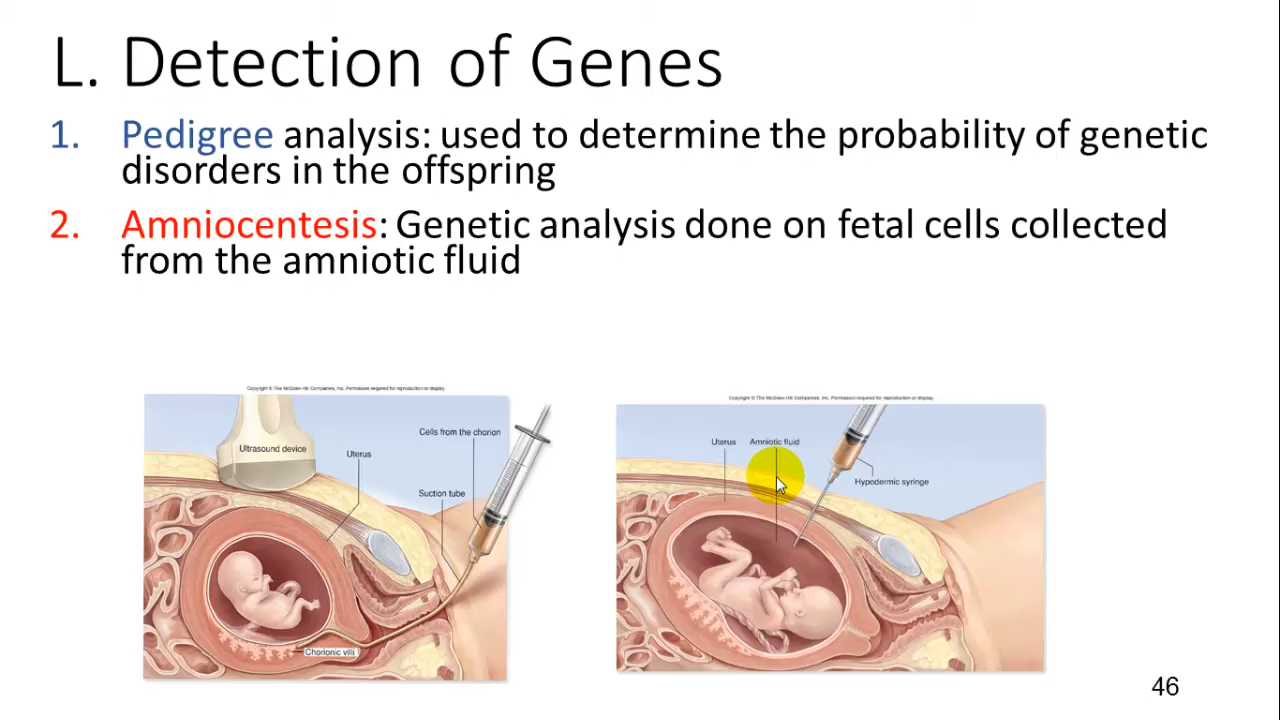 L. Detection of Genes
1. Pedigree analysis: used to determine the probability of genetic
disorders in the offspring
2. Amniocentesis: Genetic analysis done on fetal cells collected
from the amniotic fluid
Copyright © The McGraw-Hill Companies, Inc. Permission required for reproduction or display.
Ultrasound device
Uterus
Cells from the chorion
Suction tube
Chorionic villi
Copyright © The McGraw-Hill Companies, Inc. Permission required for reproduction or display.
Uterus
Amniotic fluid
Hypodermic syringe
46